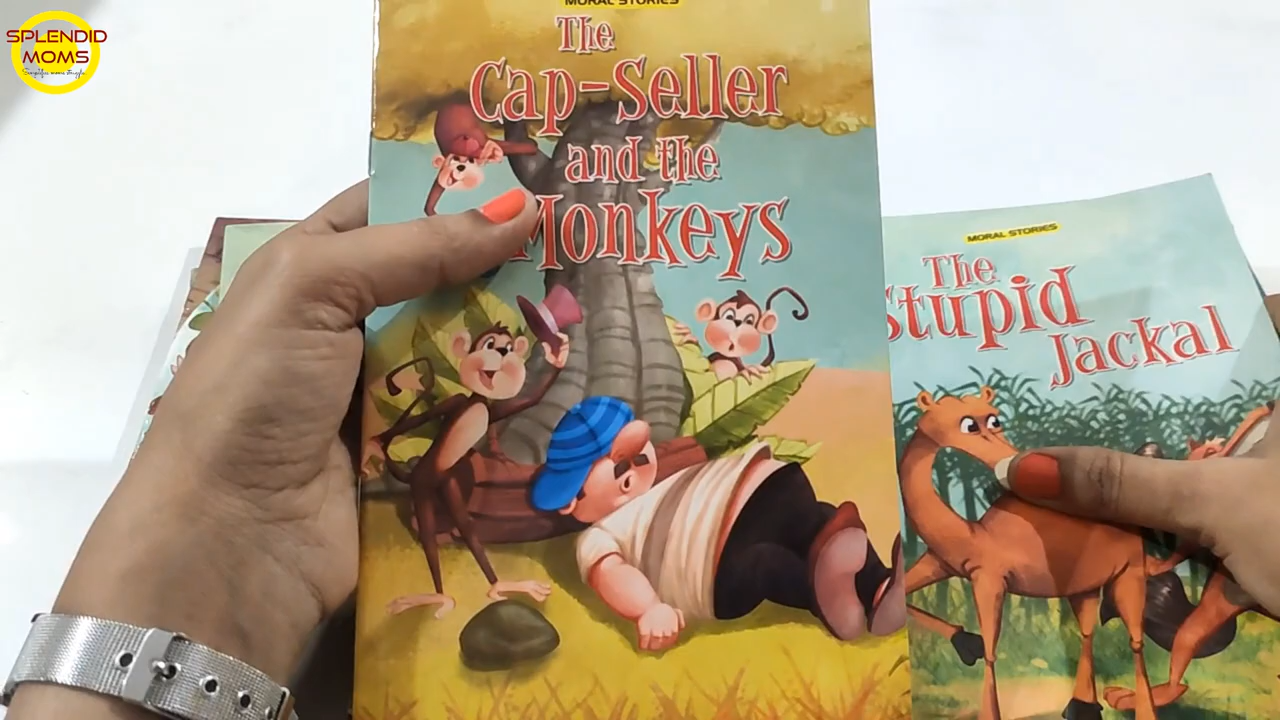 SPLENDID
MOMS
MORAL STORIES
The
Cap-Seller
and the
Monkeys
MORAL STORIES
The
Stupid
Jackal